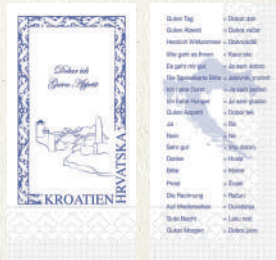 Dobar tek
Guten Appetit
KROATIEN
HRVATSKA
Guten Tag = Dobar dan
Guten Abend = Dobra večer
Herzlich Willkommen = Dobrodošli
Wie geht es Ihnen = Kako ste
Es geht mir gut = Ja sam dobro
Die Speisekarte Bitte = Jelovnik, molim
Ich habe Durst = Ja sam žedan
Ich habe Hunger = Ja sam gladan
Guten Appetit = Dobar tek
Ja = Da
Nein = Ne
Sehr gut = Vrlo dobro
Danke = Hvala
Bitte = Molim
Prost = Živjeli
Die Rechnung = Račun
Auf Wiedersehen = Doviđenja
Gute Nacht = Laku noć
Guten Morgen = Dobro jutro